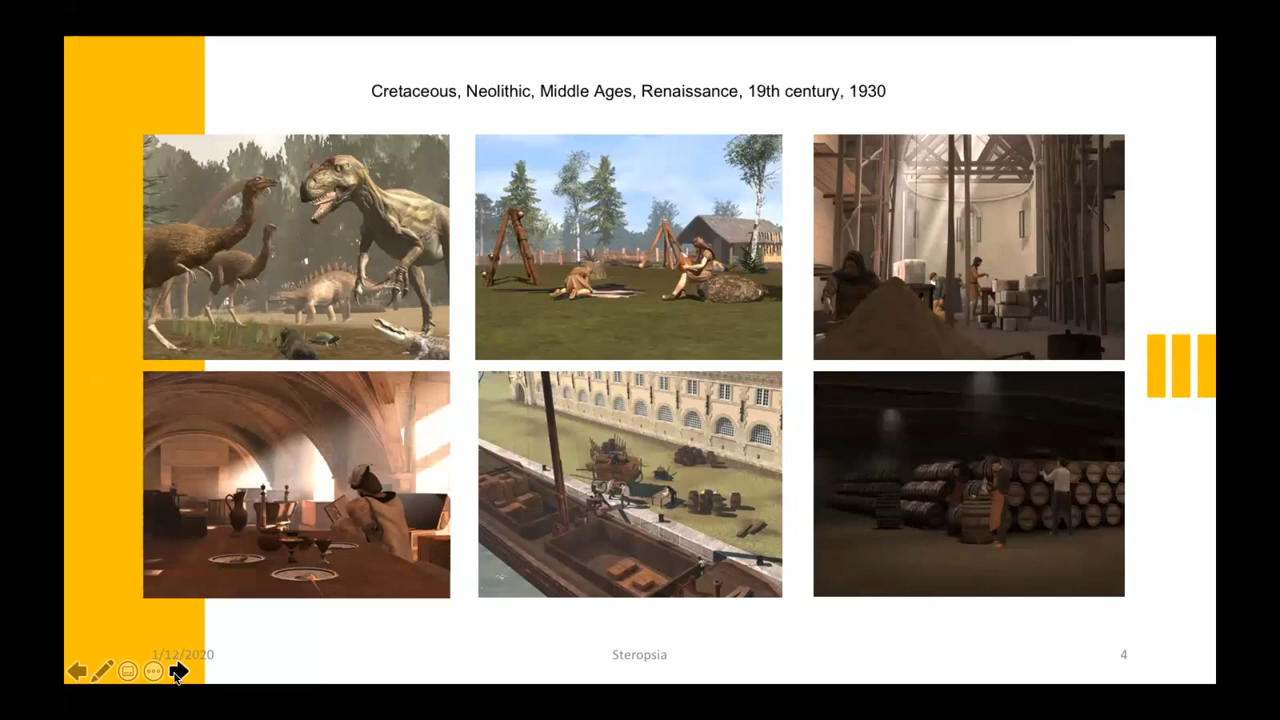 Cretaceous, Neolithic, Middle Ages, Renaissance, 19th century, 1930
1/12/2020
Steropsia
4